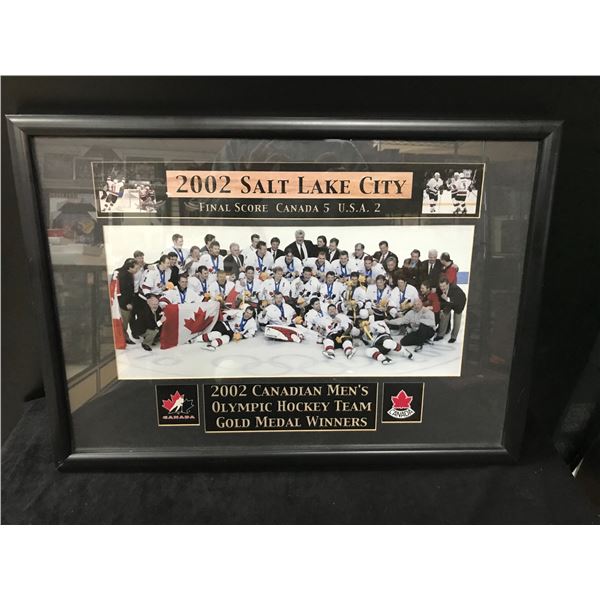 2002 Salt Lake City
Final Score Canada 5 U.S.A. 2
2002 Canadian Men's
Olympic Hockey Team
Gold Medal Winners
CANADA
CANADA